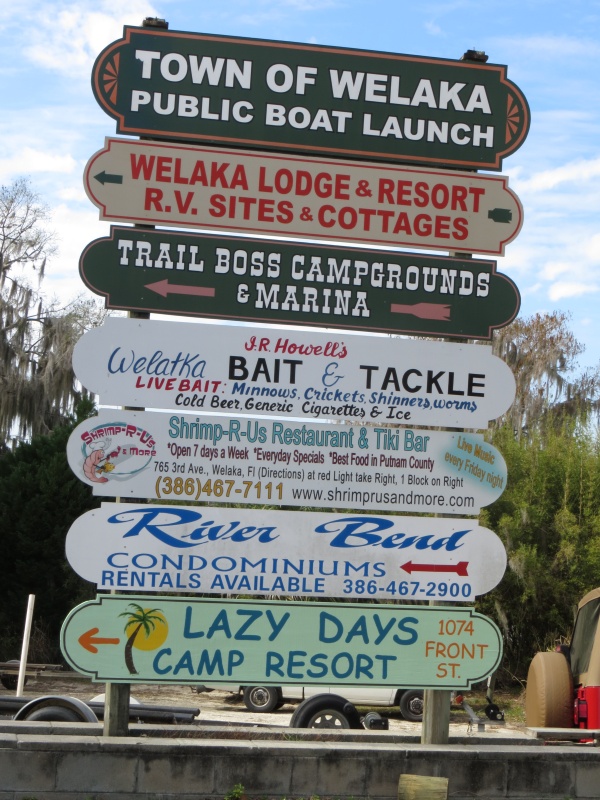 TOWN OF WELAKA
PUBLIC BOAT LAUNCH
WELAKA LODGE & RESORT
R.V. SITES & COTTAGES
TRAIL BOSS CAMPGROUNDS
& MARINA
J.R. Howell's
Welatka BAIT & TACKLE
LIVE BAIT: Minnows, Crickets, Shinners, worms
Cold Beer, Generic Cigarettes & Ice
Shrimp-R-Us
& MORE
Shrimp-R-Us Restaurant & Tiki Bar
*Open 7 days a Week *Everyday Specials *Best Food in Putnam County
765 3rd Ave., Welaka, Fl (Directions) at red Light take Right, 1 Block on Right
(386)467-7111 www.shrimprusandmore.com
Live Music
every Friday night
River Bend
CONDOMINIUMS
RENTALS AVAILABLE 386-467-2900
LAZY DAYS
CAMP RESORT
1074
FRONT
ST.